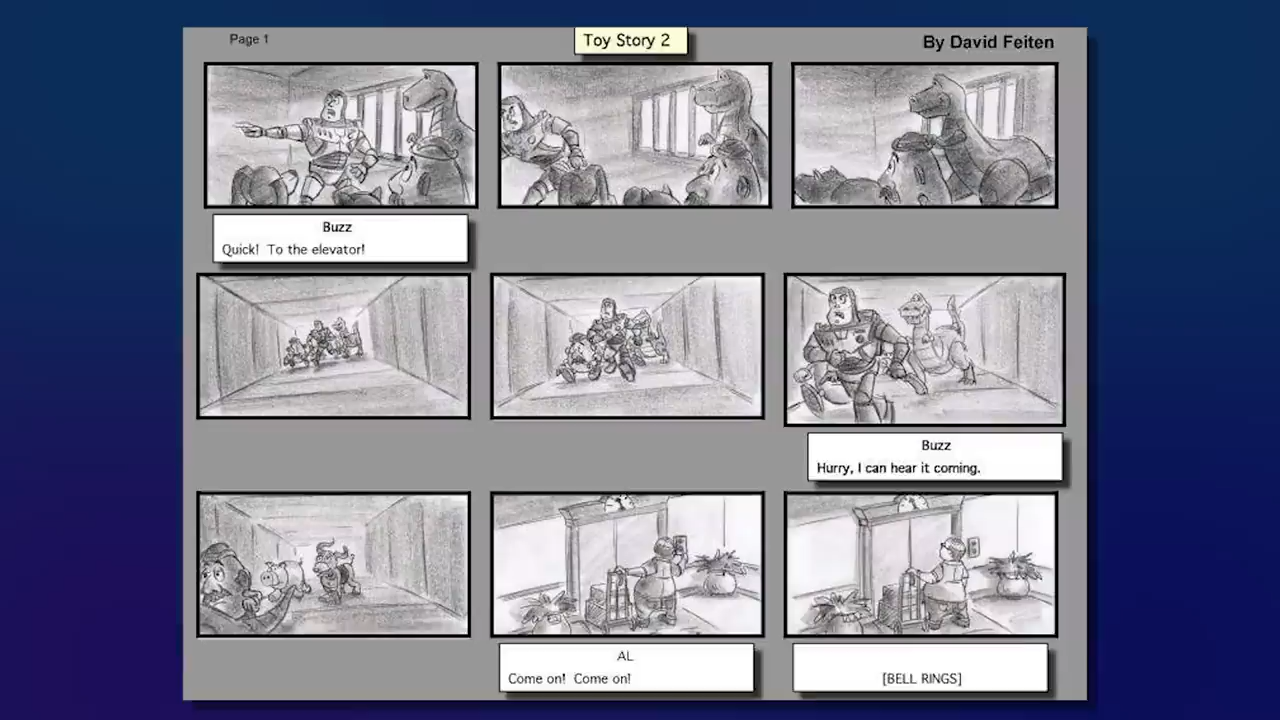 Page 1
Toy Story 2
By David Feiten
Buzz
Quick! To the elevator!
Buzz
Hurry, I can hear it coming.
AL
Come on! Come on!
[BELL RINGS]